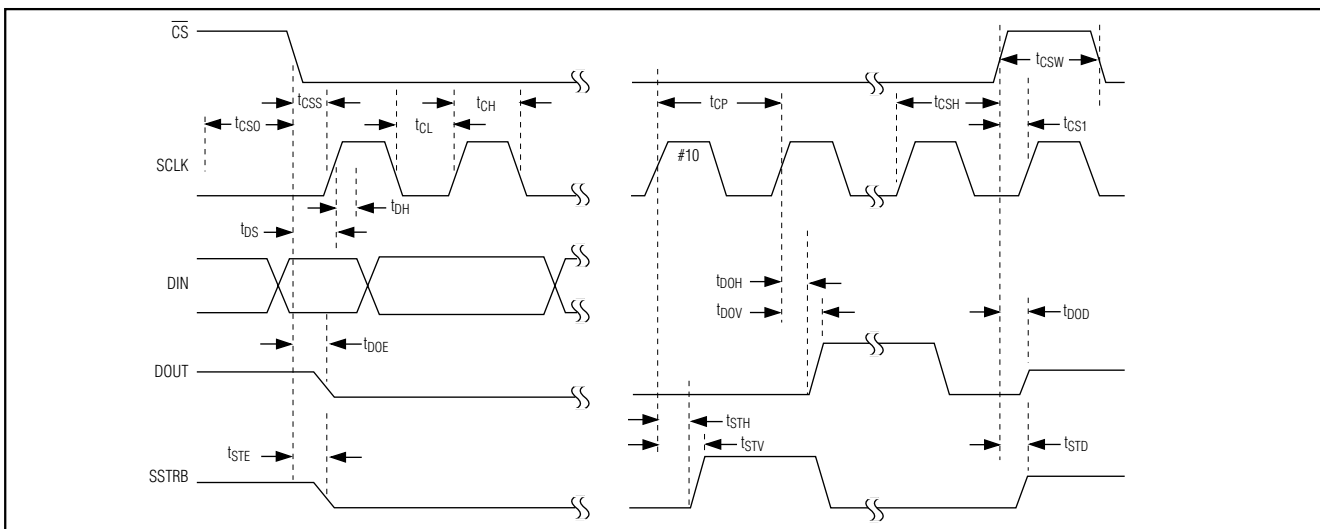 CS
tCSW
tCSS
tCH
tCP
tCSH
tCSO
tCL
tCS1
SCLK
#10
tDH
tDS
DIN
tDOH
tDOV
tDOD
tDOE
DOUT
tSTH
tSTV
tSTE
tSTD
SSTRB